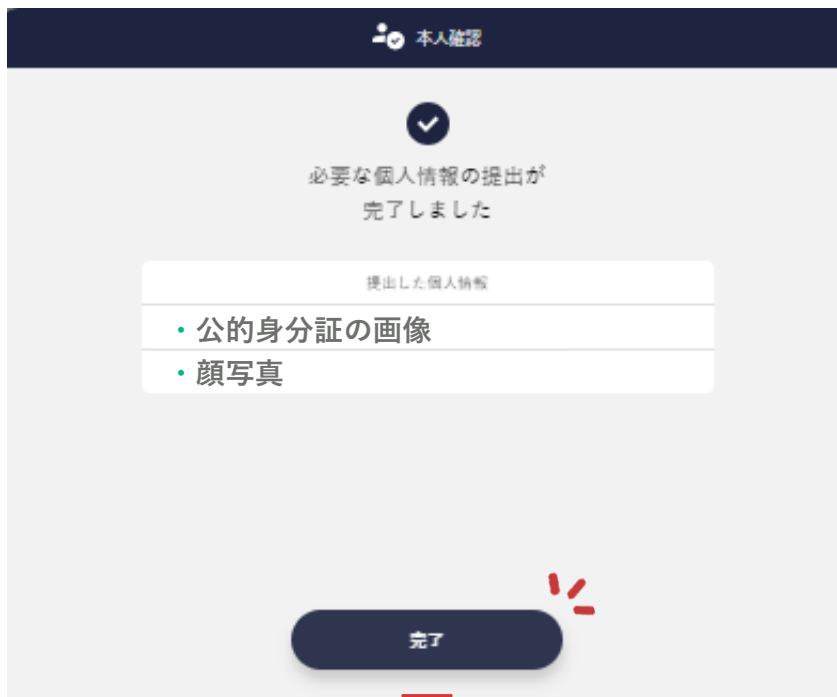 本人確認
必要な個人情報の提出が
完了しました
提出した個人情報
・公的身分証の画像
・顔写真
完了